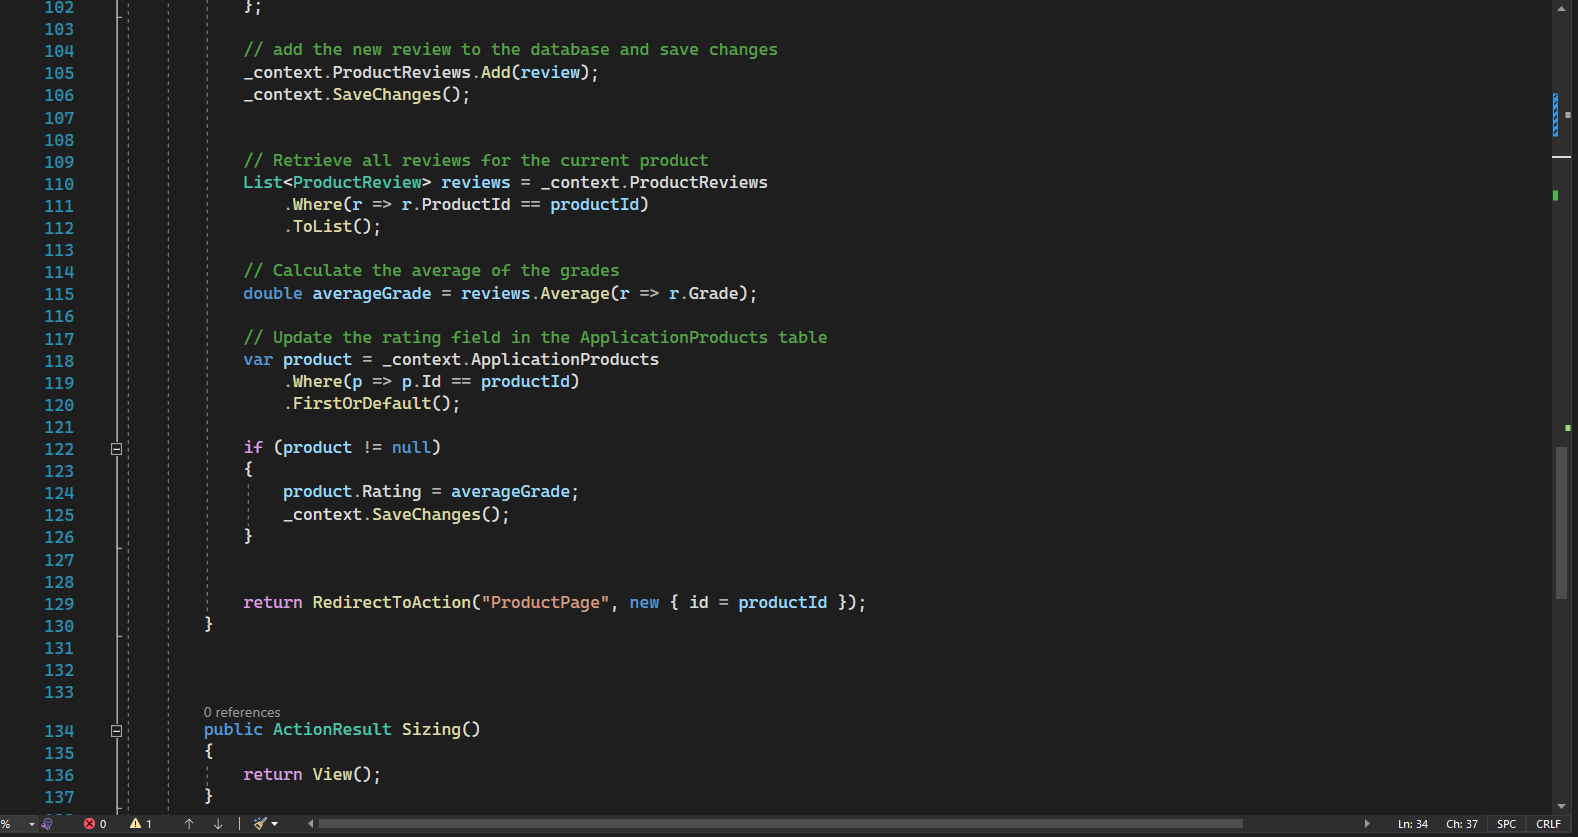 102 };
103
104 // add the new review to the database and save changes
105 _context.ProductReviews.Add(review);
106 _context.SaveChanges();
107
108
109 // Retrieve all reviews for the current product
110 List<ProductReview> reviews = _context.ProductReviews
111 .Where(r => r.ProductId == productId)
112 .ToList();
113
114 // Calculate the average of the grades
115 double averageGrade = reviews.Average(r => r.Grade);
116
117 // Update the rating field in the ApplicationProducts table
118 var product = _context.ApplicationProducts
119 .Where(p => p.Id == productId)
120 .FirstOrDefault();
121
122 if (product != null)
123 {
124 product.Rating = averageGrade;
125 _context.SaveChanges();
126 }
127
128
129 return RedirectToAction("ProductPage", new { id = productId });
130 }
131
132
133
0 references
134 public ActionResult Sizing()
135 {
136 return View();
137 }
% 0 1 Ln: 34 Ch: 37 SPC CRLF